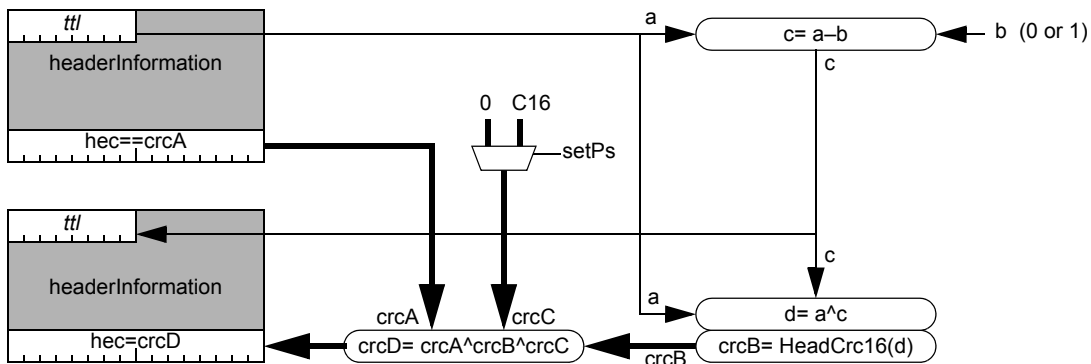 ttl
a
c= a–b
b (0 or 1)
headerInformation
c
0 C16
hec==crcA
setPs
ttl
c
headerInformation
a
d= a^c
crcA
crcC
hec=crcD
crcD= crcA^crcB^crcC
crcB
crcB= HeadCrc16(d)